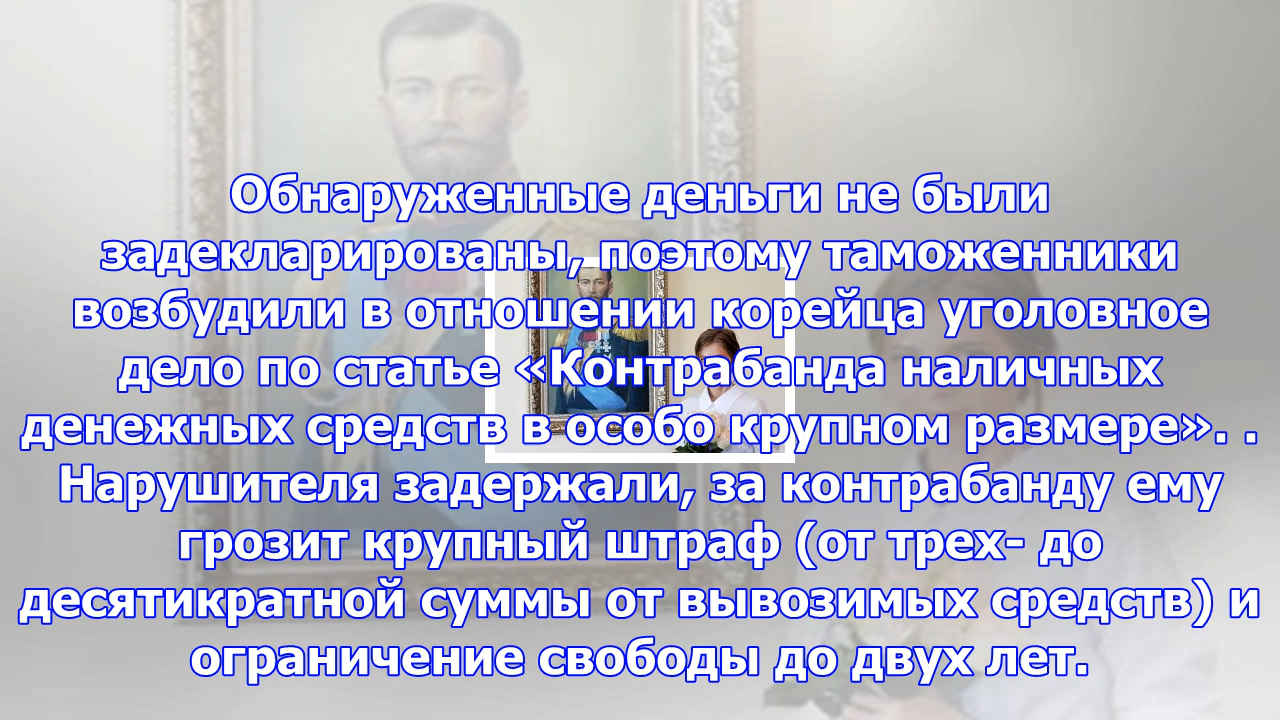 Обнаруженные деньги не были
задекларированы, поэтому таможенники
возбудили в отношении корейца уголовное
дело по статье «Контрабанда наличных
денежных средств в особо крупном размере». .
Нарушителя задержали, за контрабанду ему
грозит крупный штраф (от трех- до
десятикратной суммы от вывозимых средств) и
ограничение свободы до двух лет.